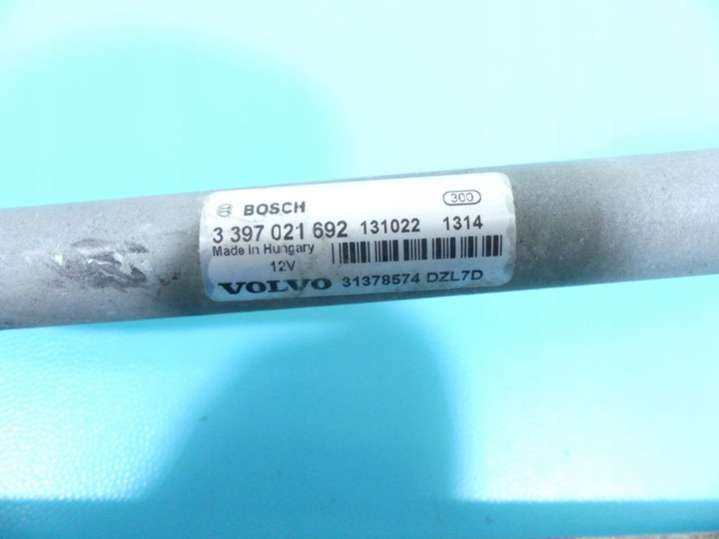 BOSCH 300
3 397 021 692 131022 1314
Made in Hungary
12V
VOLVO 31378574 DZL7D